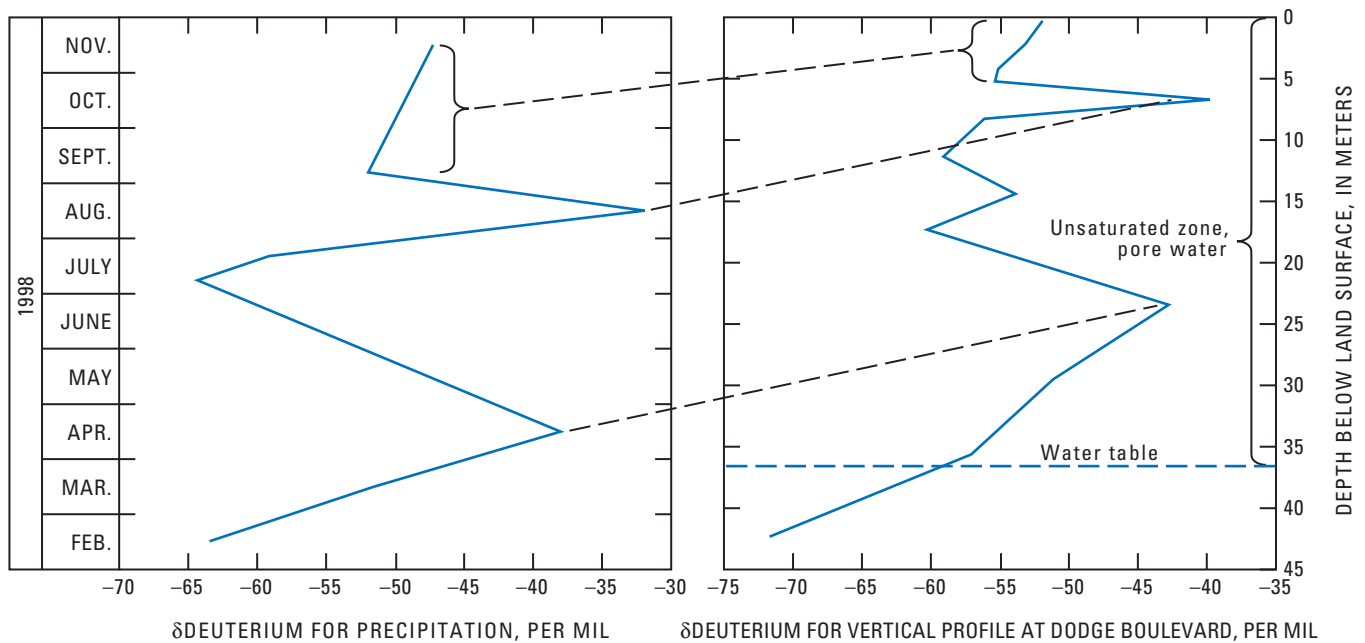 1998
NOV.
OCT.
SEPT.
AUG.
JULY
JUNE
MAY
APR.
MAR.
FEB.
–70 –65 –60 –55 –50 –45 –40 –35 –30
δDEUTERIUM FOR PRECIPITATION, PER MIL
Unsaturated zone,
pore water
Water table
0
5
10
15
20
25
30
35
40
45
DEPTH BELOW LAND SURFACE, IN METERS
–75 –70 –65 –60 –55 –50 –45 –40 –35
δDEUTERIUM FOR VERTICAL PROFILE AT DODGE BOULEVARD, PER MIL